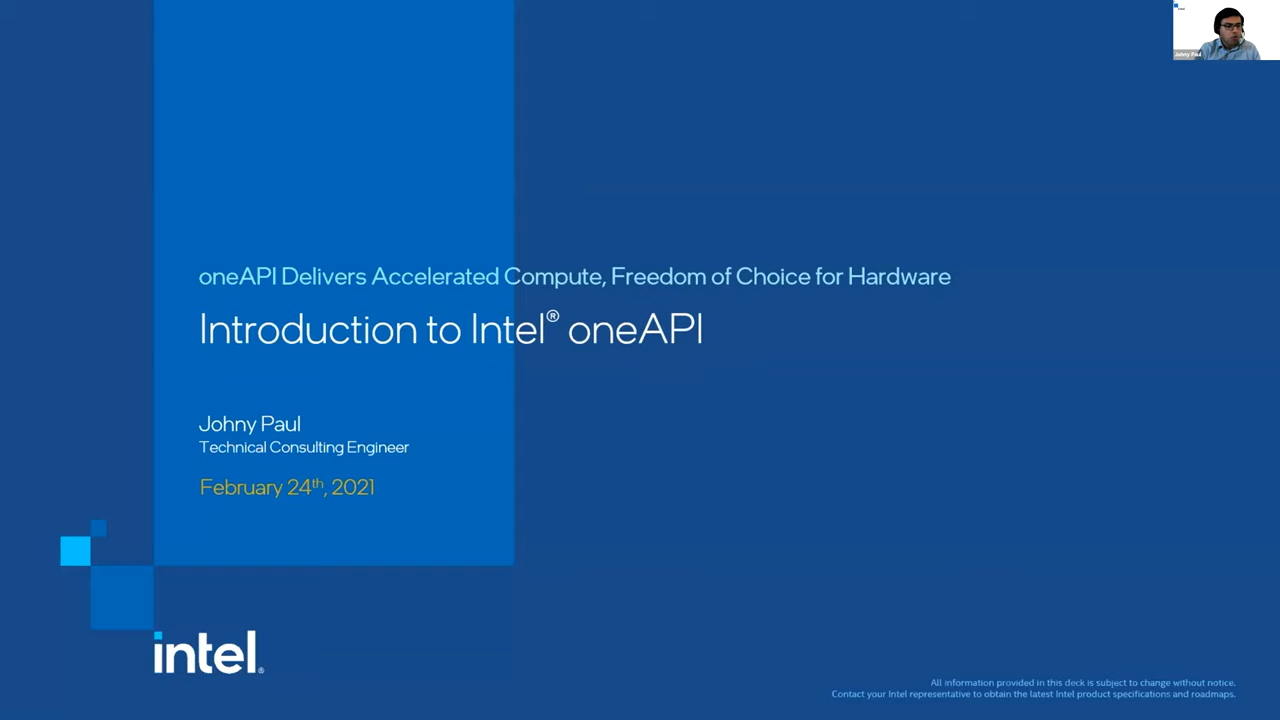 Johny Paul
oneAPI Delivers Accelerated Compute, Freedom of Choice for Hardware
Introduction to Intel® oneAPI
Johny Paul
Technical Consulting Engineer
February 24th, 2021
intel®
All information provided in this deck is subject to change without notice.
Contact your Intel representative to obtain the latest Intel product specifications and roadmaps.